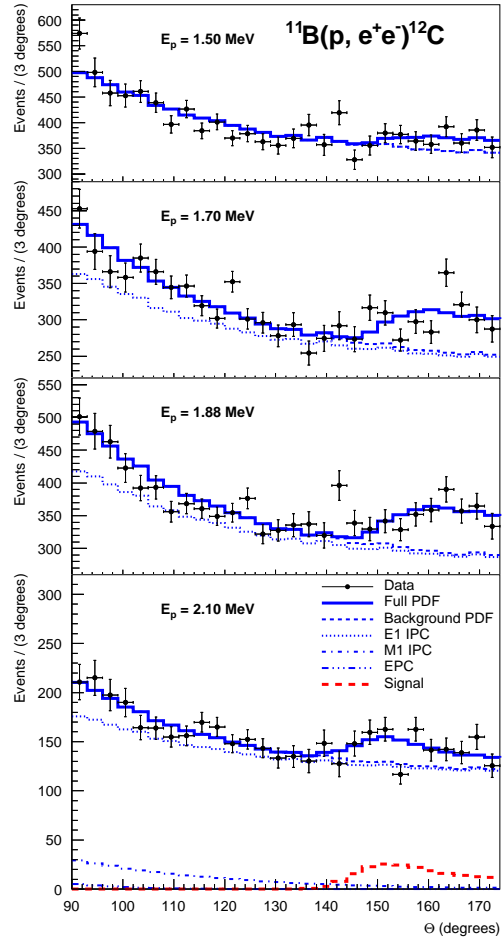 ¹¹B(p, e⁺e⁻)¹²C
E_p = 1.50 MeV
Events / (3 degrees)
600
550
500
450
400
350
300
E_p = 1.70 MeV
Events / (3 degrees)
450
400
350
300
250
E_p = 1.88 MeV
Events / (3 degrees)
550
500
450
400
350
300
E_p = 2.10 MeV
Events / (3 degrees)
300
250
200
150
100
50
0
Data
Full PDF
Background PDF
E1 IPC
M1 IPC
EPC
Signal
90 100 110 120 130 140 150 160 170
Θ (degrees)